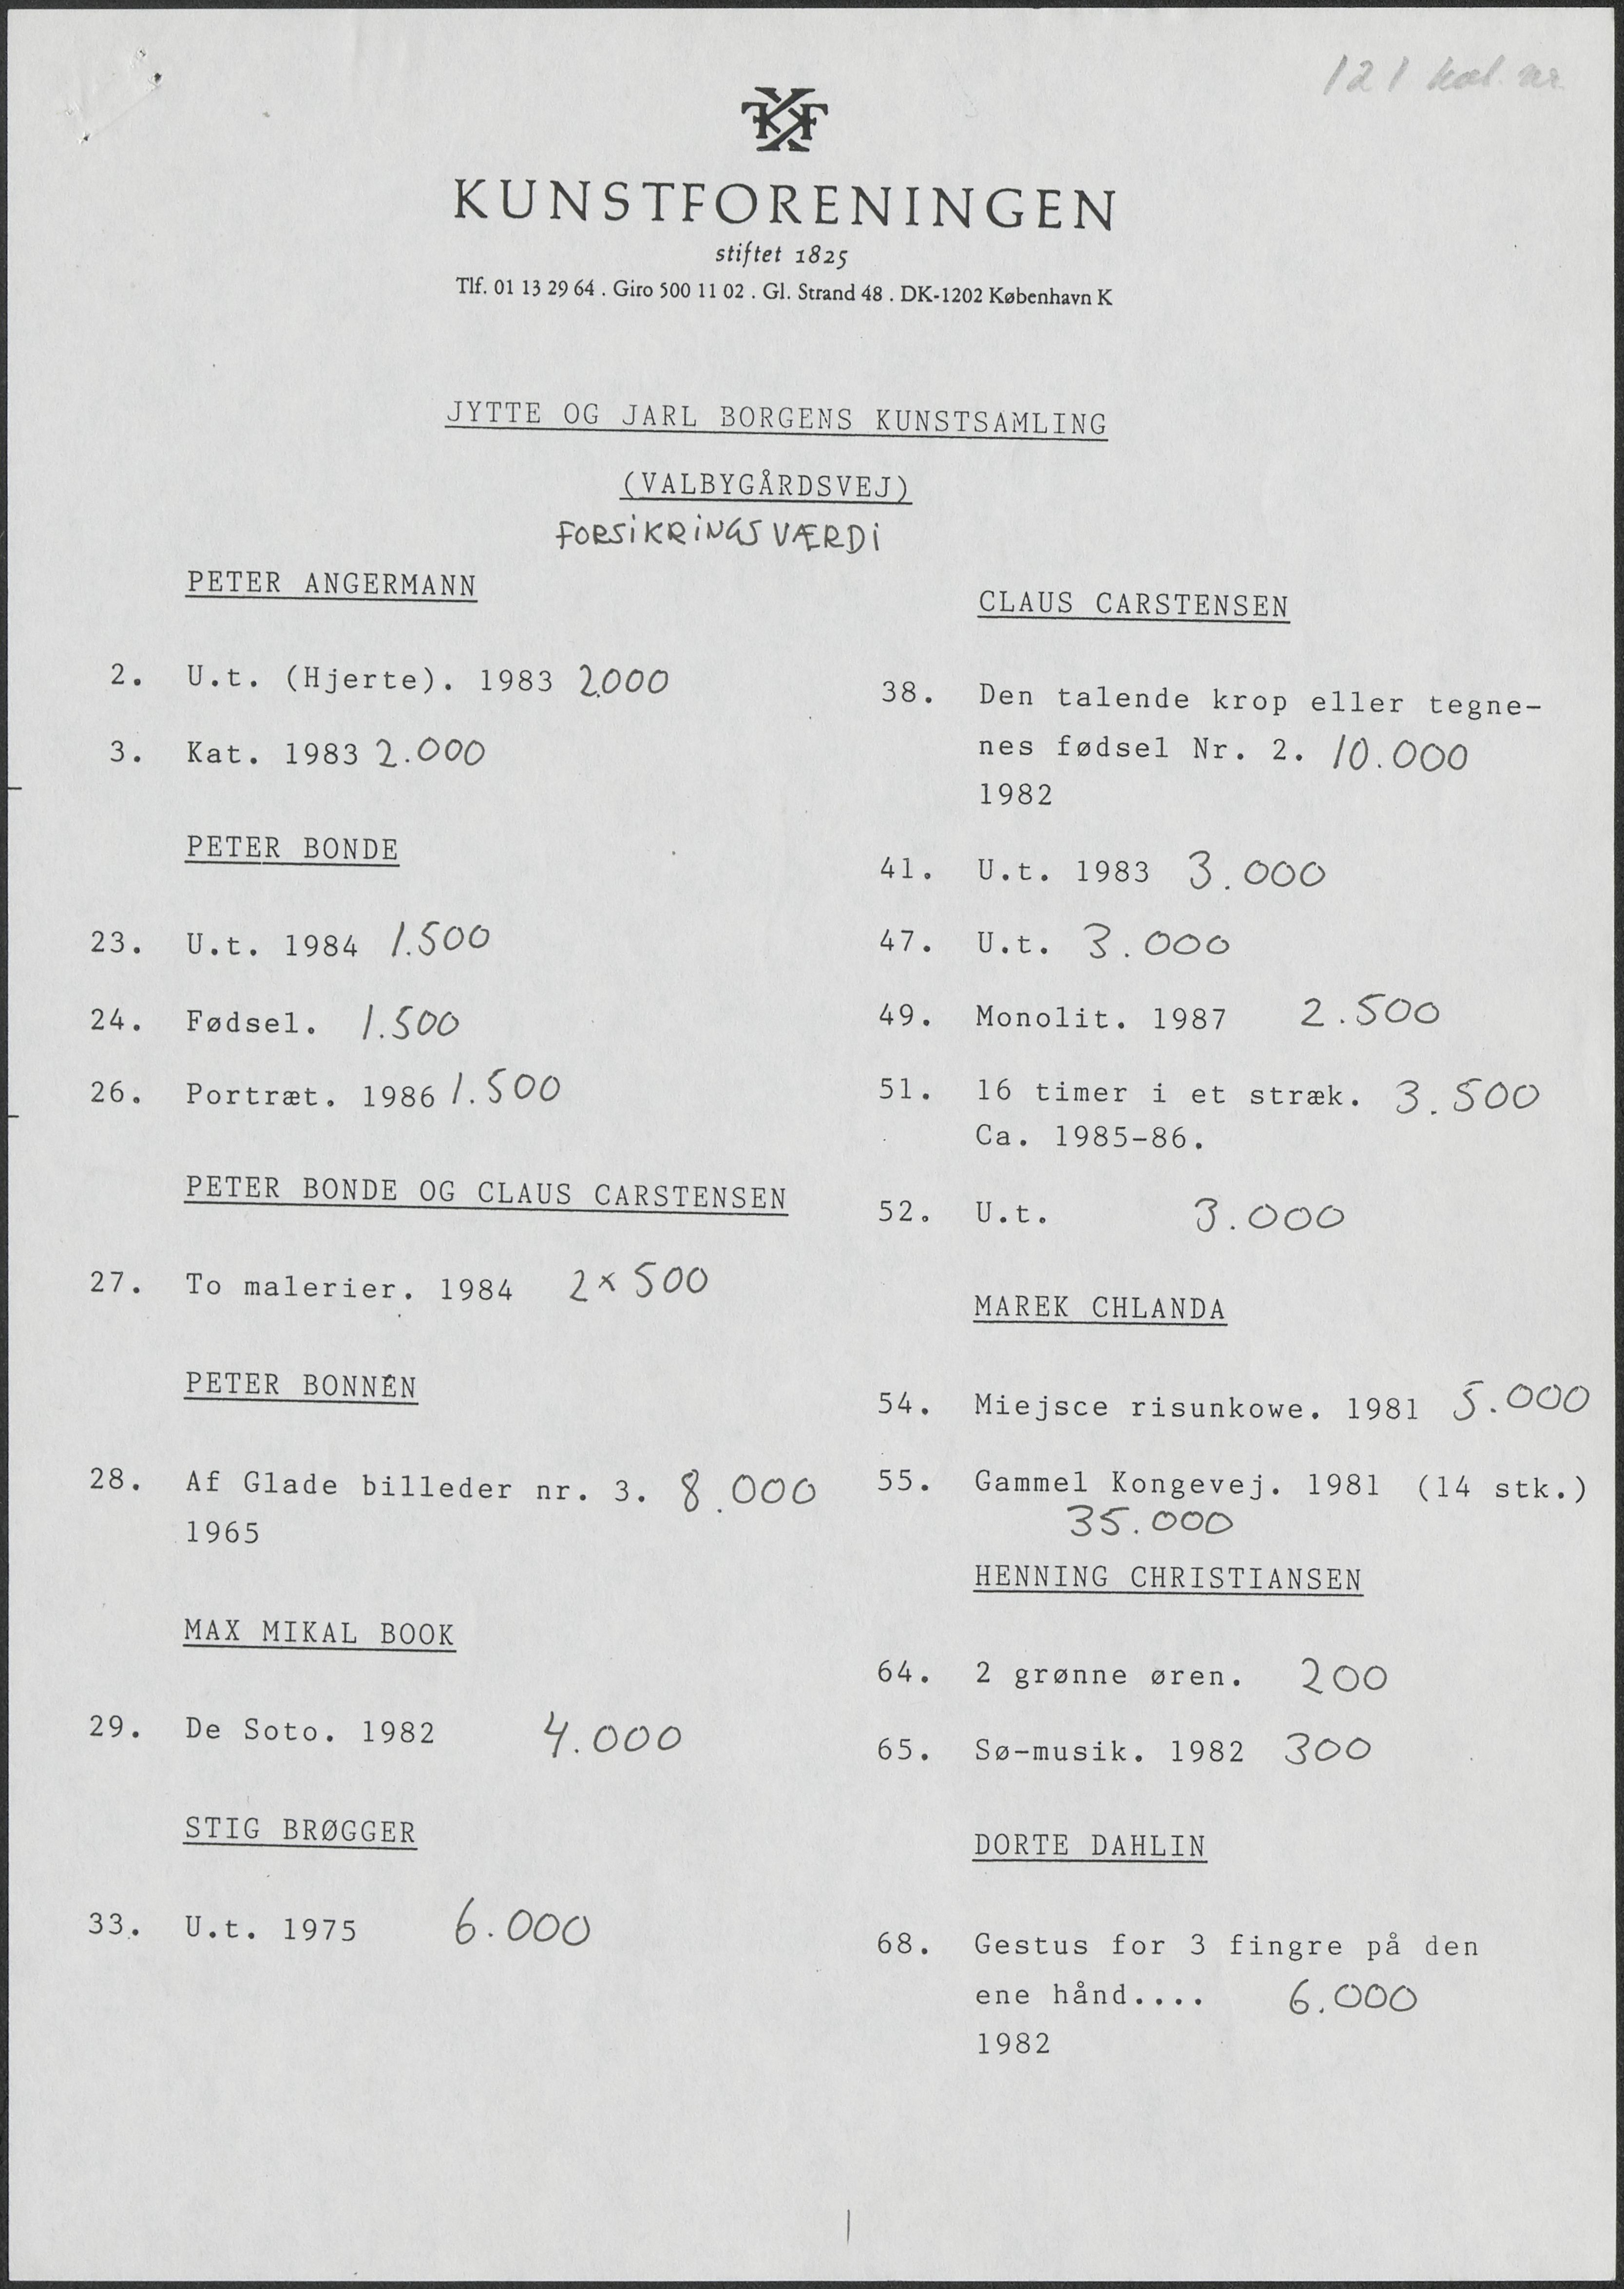 121 kat. nr.
KUNSTFORENINGEN
stiftet 1825
Tlf. 01 13 29 64 . Giro 500 11 02 . Gl. Strand 48 . DK-1202 København K
JYTTE OG JARL BORGENS KUNSTSAMLING
(VALBYGÅRDSVEJ)
FORSIKRINGSVÆRDI
PETER ANGERMANN
2. U.t. (Hjerte). 1983 2.000
3. Kat. 1983 2.000
PETER BONDE
23. U.t. 1984 1.500
24. Fødsel. 1.500
26. Portræt. 1986 1.500
PETER BONDE OG CLAUS CARSTENSEN
27. To malerier. 1984 2 x 500
PETER BONNÉN
28. Af Glade billeder nr. 3. 8.000
1965
MAX MIKAL BOOK
29. De Soto. 1982 4.000
STIG BRØGGER
33. U.t. 1975 6.000
CLAUS CARSTENSEN
38. Den talende krop eller tegne-
nes fødsel Nr. 2. 10.000
1982
41. U.t. 1983 3.000
47. U.t. 3.000
49. Monolit. 1987 2.500
51. 16 timer i et stræk. 3.500
Ca. 1985-86.
52. U.t. 3.000
MAREK CHLANDA
54. Miejsce risunkowe. 1981 5.000
55. Gammel Kongevej. 1981 (14 stk.)
35.000
HENNING CHRISTIANSEN
64. 2 grønne øren. 200
65. Sø-musik. 1982 300
DORTE DAHLIN
68. Gestus for 3 fingre på den
ene hånd.... 6.000
1982
1